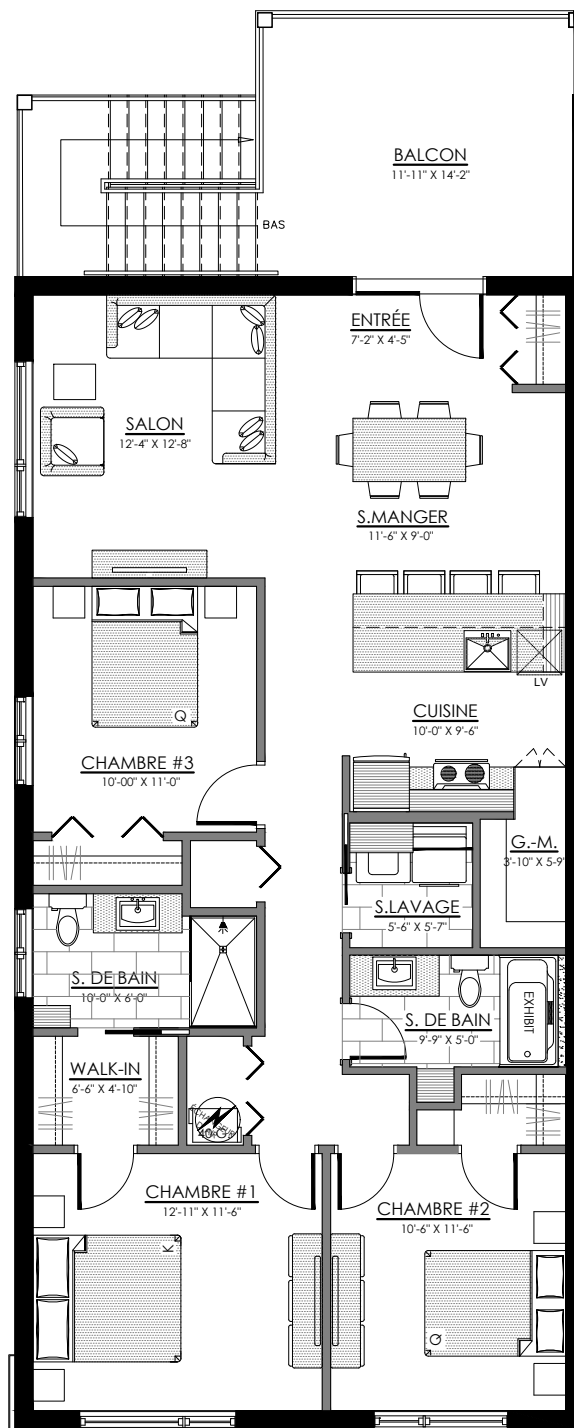 BALCON
11'-11" X 14'-2"
BAS
ENTRÉE
7'-2" X 4'-5"
SALON
12'-4" X 12'-8"
S.MANGER
11'-6" X 9'-0"
LV
CUISINE
10'-0" X 9'-6"
Q
CHAMBRE #3
10'-00" X 11'-0"
G.-M.
3'-10" X 5-9"
S.LAVAGE
5'-6" X 5'-7"
S. DE BAIN
10'-0" X 6'-0"
S. DE BAIN
9'-9" X 5'-0"
EXHIBIT
WALK-IN
6'-6" X 4'-10"
CHAMBRE #1
12'-11" X 11'-6"
K
CHAMBRE #2
10'-6" X 11'-6"
Q